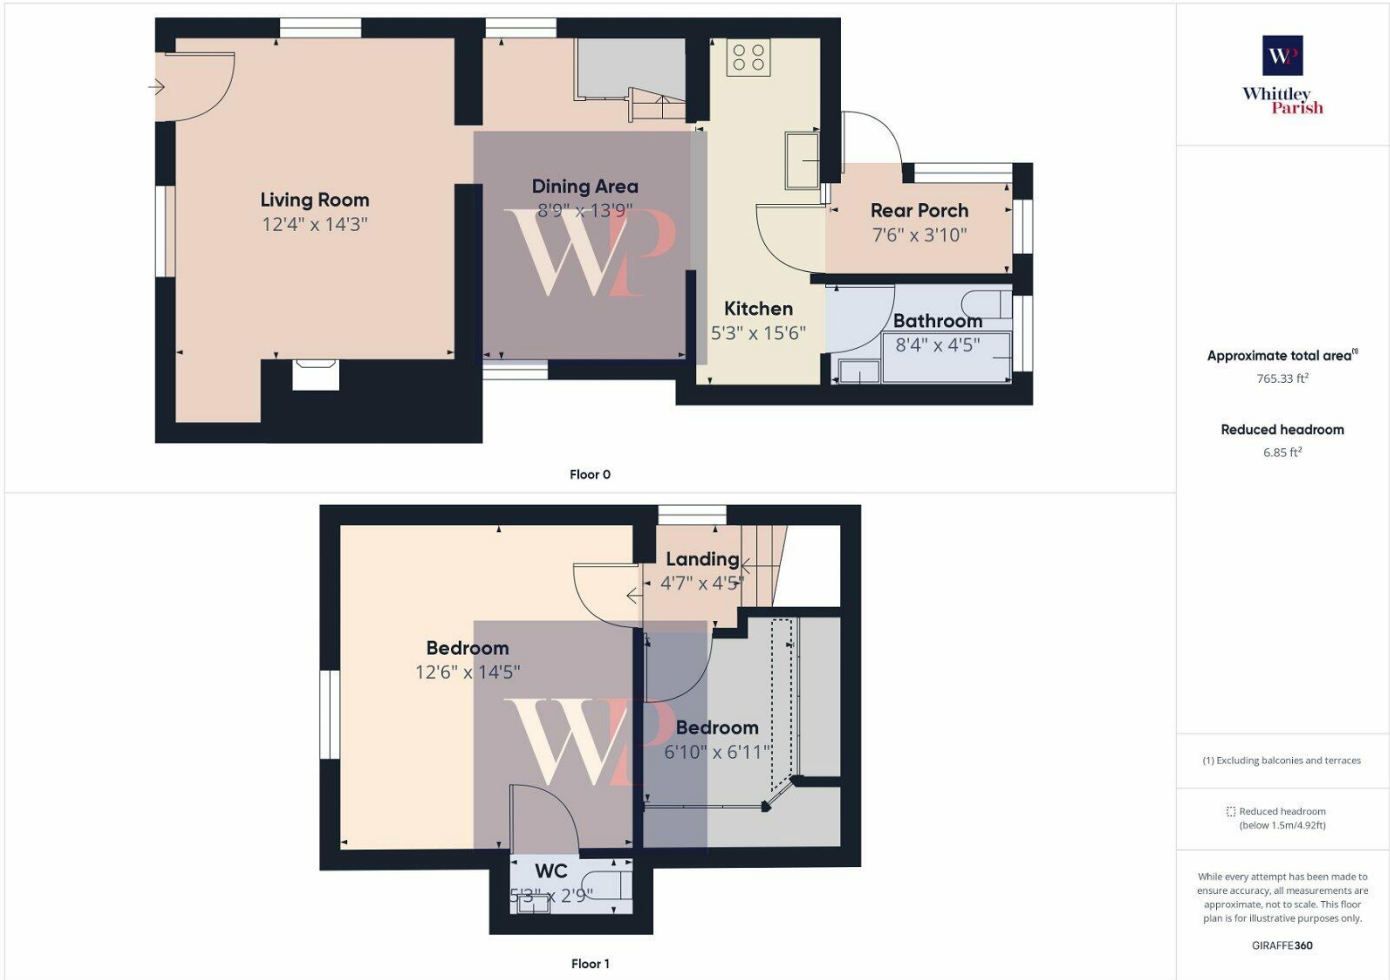 Living Room
12'4" x 14'3"
Dining Area
8'9" x 13'9"
WP
Kitchen
5'3" x 15'6"
Rear Porch
7'6" x 3'10"
Bathroom
8'4" x 4'5"
Floor 0
Bedroom
12'6" x 14'5"
Landing
4'7" x 4'5"
WP
Bedroom
6'10" x 6'11"
WC
5'3" x 2'9"
Floor 1
WP
Whittley
Parish
Approximate total area(1)
765.33 ft²
Reduced headroom
6.85 ft²
(1) Excluding balconies and terraces
Reduced headroom
(below 1.5m/4.92ft)
While every attempt has been made to
ensure accuracy, all measurements are
approximate, not to scale. This floor
plan is for illustrative purposes only.
GIRAFFE360